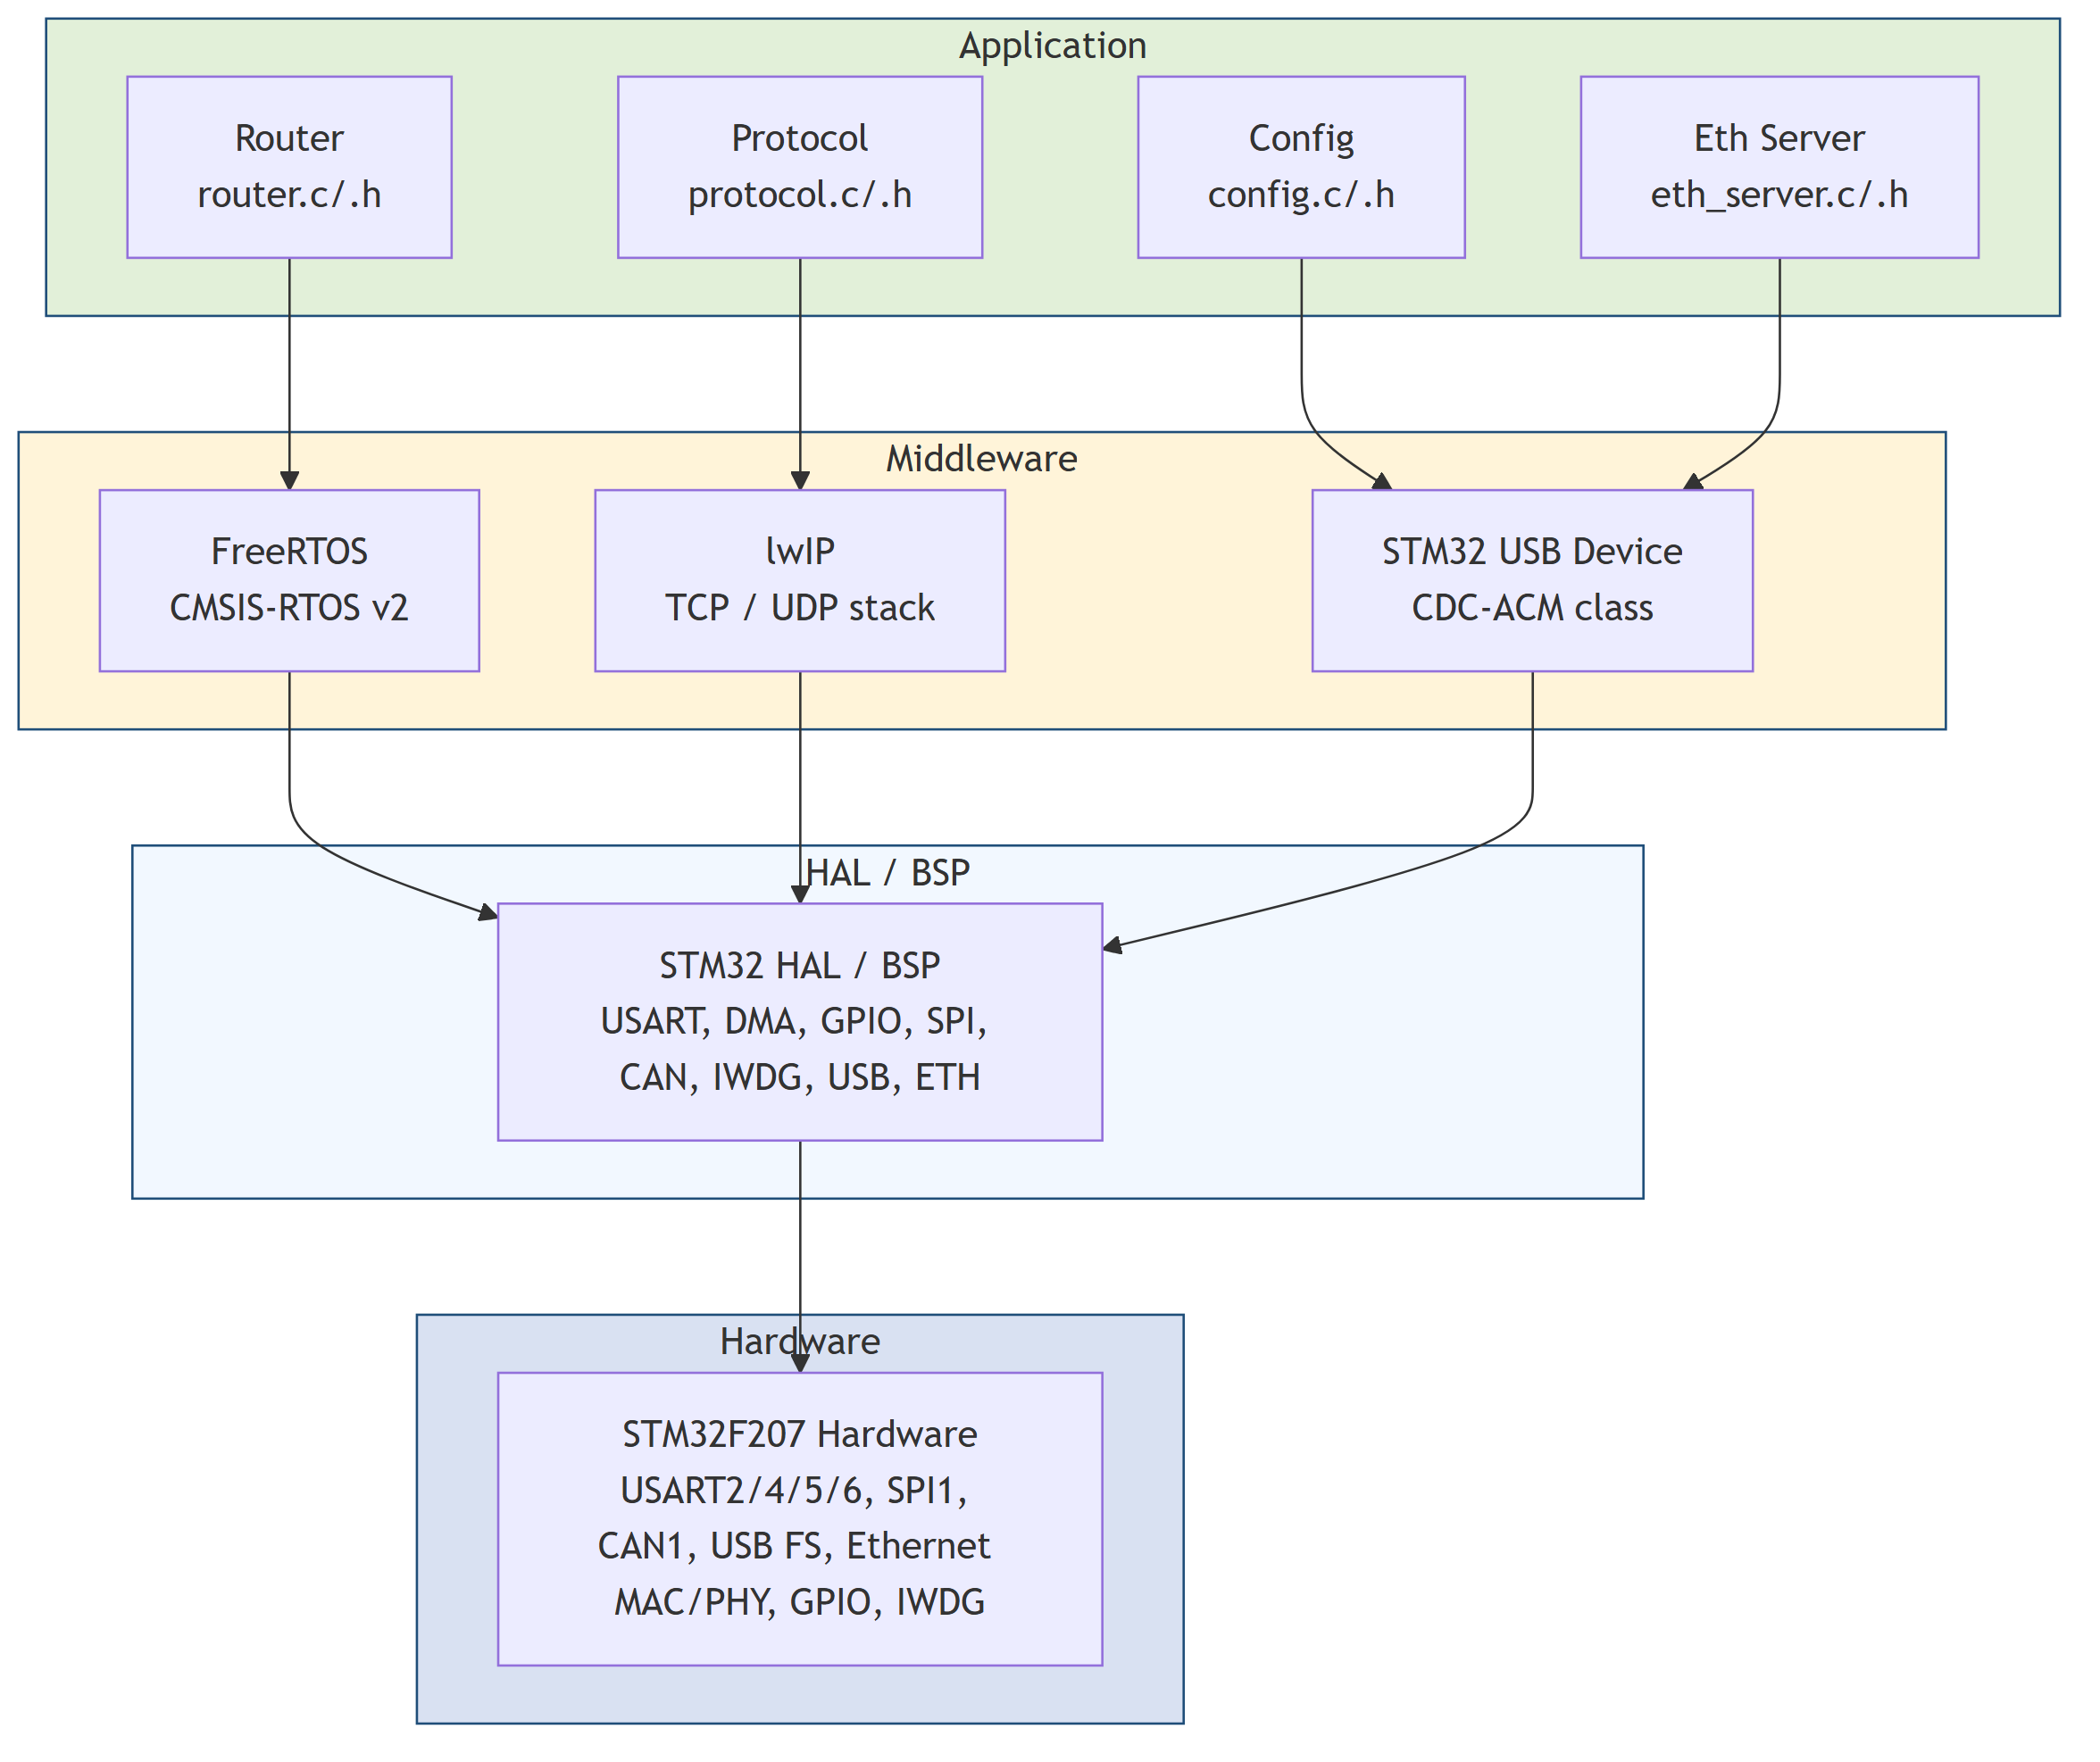 Application
Router
router.c/.h
Protocol
protocol.c/.h
Config
config.c/.h
Eth Server
eth_server.c/.h
Middleware
FreeRTOS
CMSIS-RTOS v2
lwIP
TCP / UDP stack
STM32 USB Device
CDC-ACM class
HAL / BSP
STM32 HAL / BSP
USART, DMA, GPIO, SPI,
CAN, IWDG, USB, ETH
Hardware
STM32F207 Hardware
USART2/4/5/6, SPI1,
CAN1, USB FS, Ethernet
MAC/PHY, GPIO, IWDG